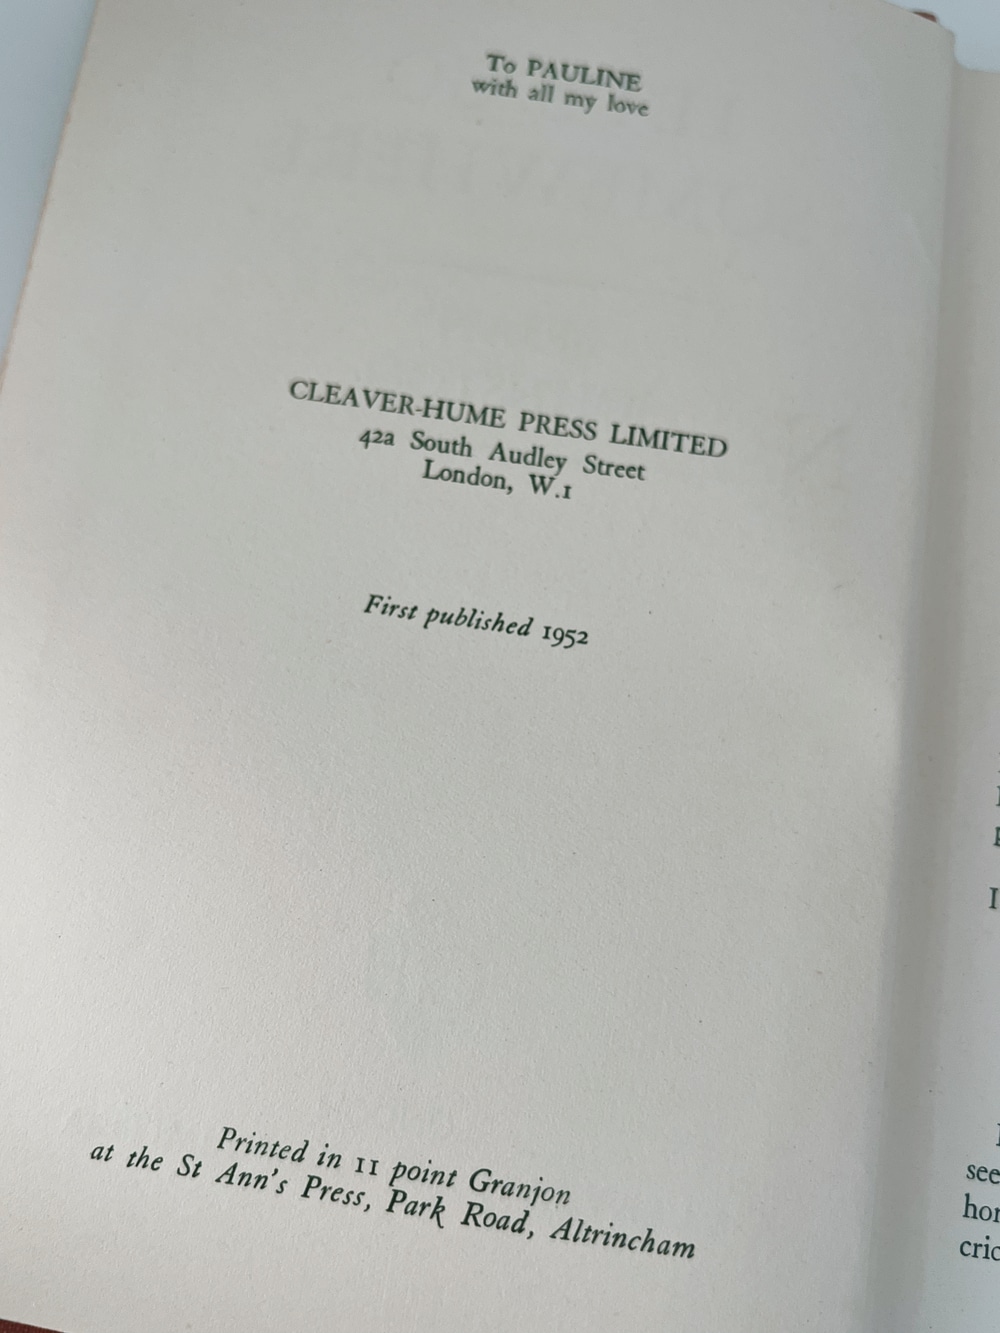 To PAULINE
with all my love
CLEAVER-HUME PRESS LIMITED
42a South Audley Street
London, W.1
First published 1952
Printed in 11 point Granjon
at the St Ann's Press, Park Road, Altrincham